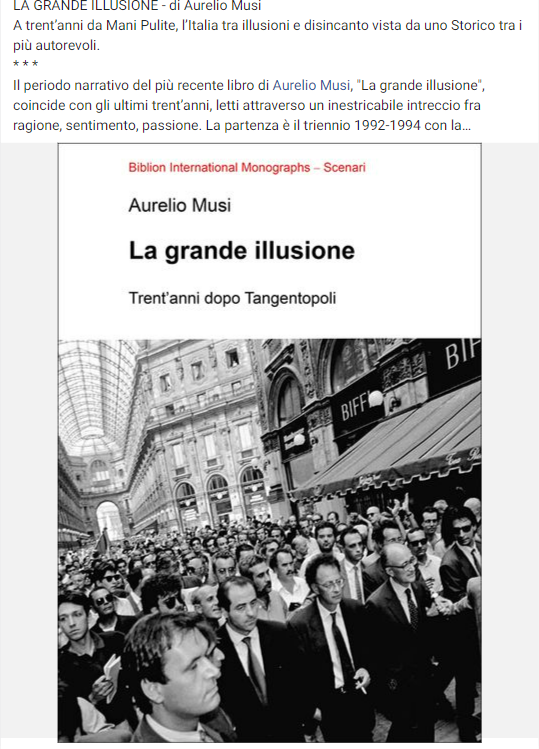 LA GRANDE ILLUSIONE - di Aurelio Musi
A trent'anni da Mani Pulite, l'Italia tra illusioni e disincanto vista da uno Storico tra i
più autorevoli.
* * *
Il periodo narrativo del più recente libro di Aurelio Musi, "La grande illusione",
coincide con gli ultimi trent'anni, letti attraverso un inestricabile intreccio fra
ragione, sentimento, passione. La partenza è il triennio 1992-1994 con la…
Biblion International Monographs – Scenari
Aurelio Musi
La grande illusione
Trent'anni dopo Tangentopoli
BIF
BIFFI